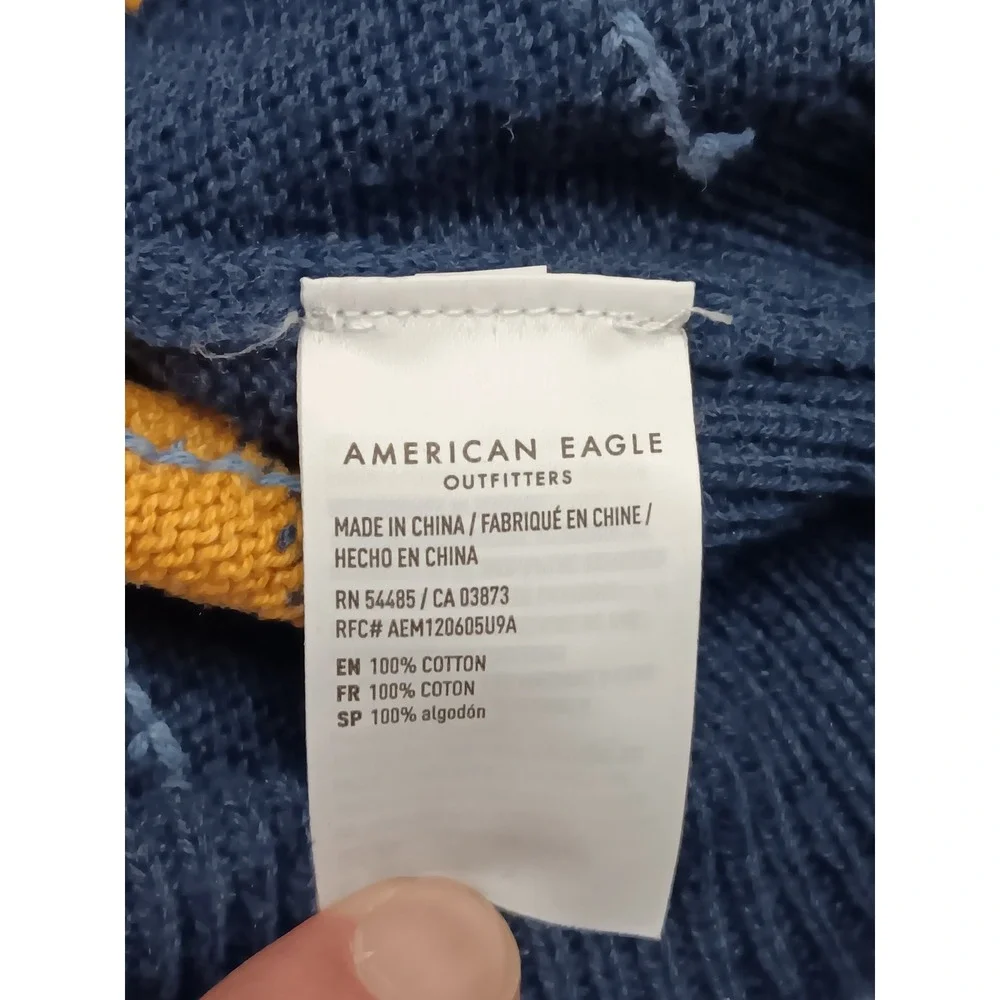 AMERICAN EAGLE
OUTFITTERS
MADE IN CHINA / FABRIQUÉ EN CHINE /
HECHO EN CHINA
RN 54485 / CA 03873
RFC# AEM120605U9A
EN 100% COTTON
FR 100% COTON
SP 100% algodón